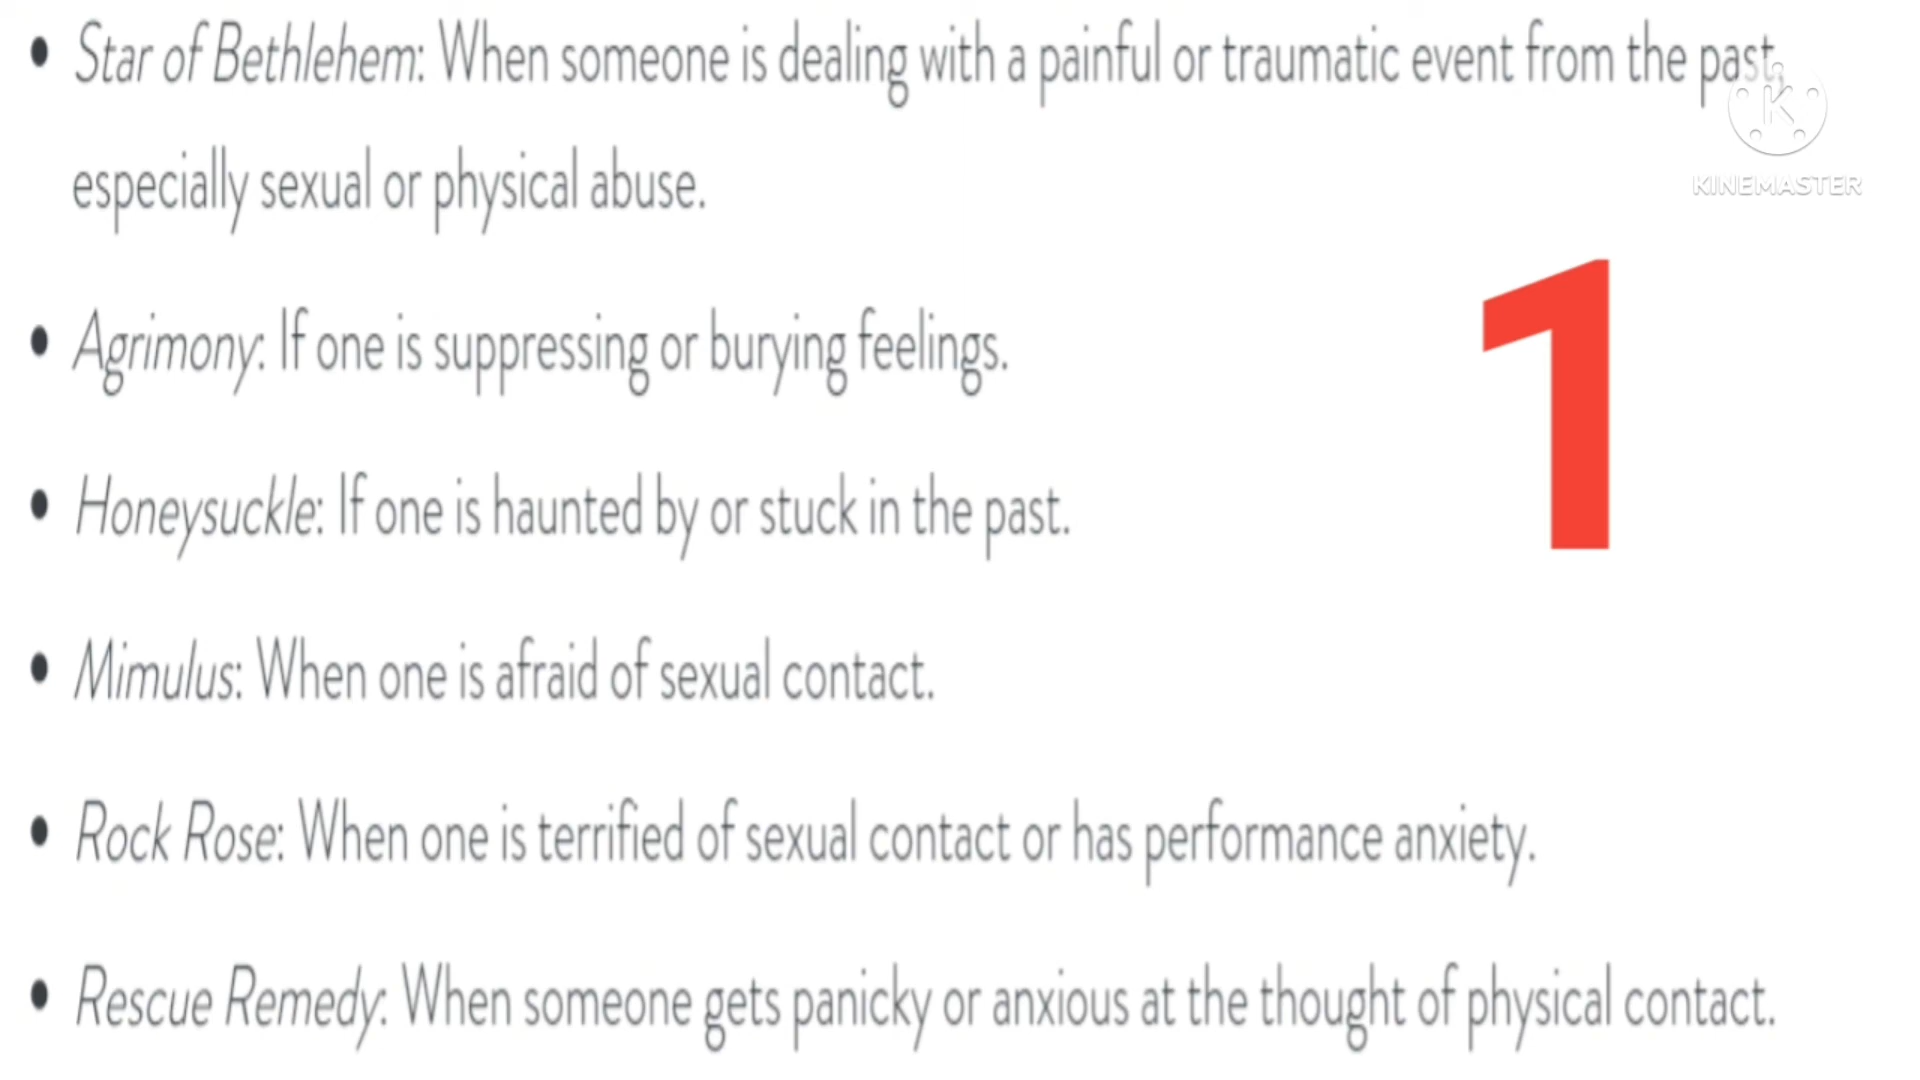 • Star of Bethlehem: When someone is dealing with a painful or traumatic event from the past,
especially sexual or physical abuse.
KINEMASTER
1
• Agrimony: If one is suppressing or burying feelings.
• Honeysuckle: If one is haunted by or stuck in the past.
• Mimulus: When one is afraid of sexual contact.
• Rock Rose: When one is terrified of sexual contact or has performance anxiety.
• Rescue Remedy: When someone gets panicky or anxious at the thought of physical contact.